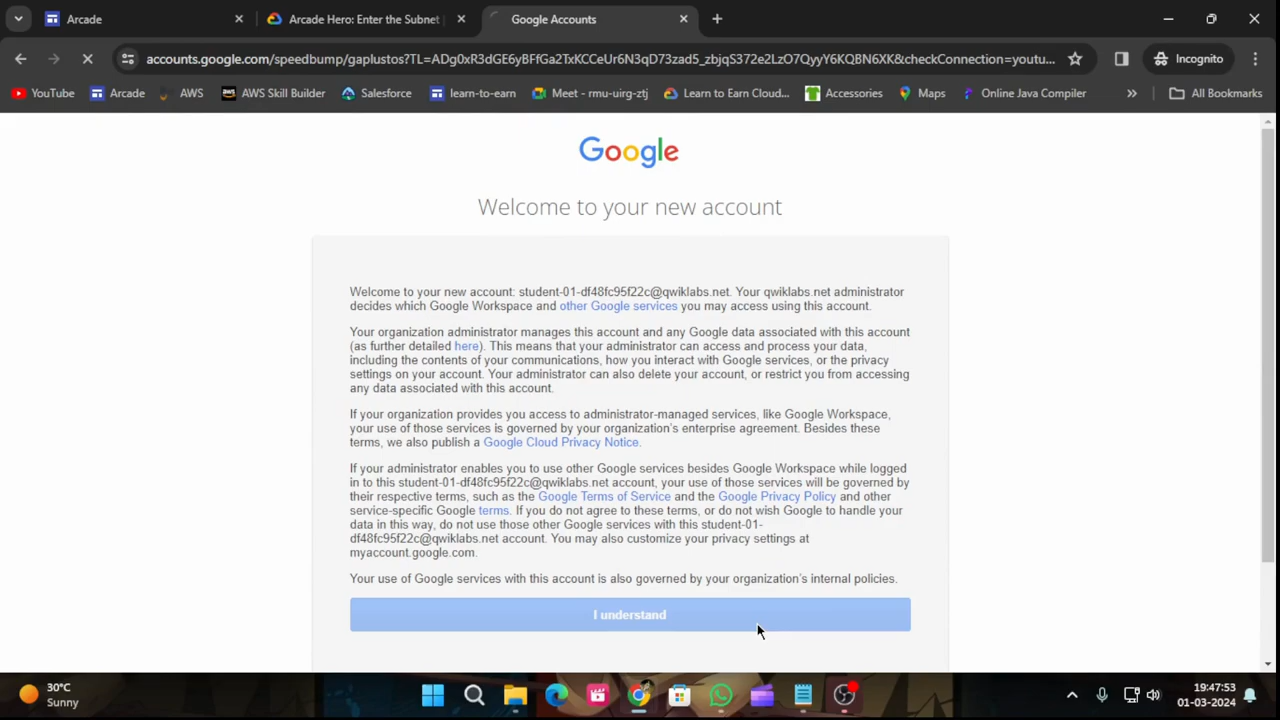 Arcade
Arcade Hero: Enter the Subnet
Google Accounts
accounts.google.com/speedbump/gaplustos?TL=ADg0xR3dGE6yBFfGa2TxKCCeUr6N3qD73zad5_zbjqS372e2LzO7QyyY6KQBN6XK&checkConnection=youtu...
Incognito
YouTube
Arcade
AWS
AWS Skill Builder
Salesforce
learn-to-earn
Meet - rmu-uirg-ztj
Learn to Earn Cloud...
Accessories
Maps
Online Java Compiler
All Bookmarks
Google
Welcome to your new account
Welcome to your new account: student-01-df48fc95f22c@qwiklabs.net. Your qwiklabs.net administrator
decides which Google Workspace and other Google services you may access using this account.
Your organization administrator manages this account and any Google data associated with this account
(as further detailed here). This means that your administrator can access and process your data,
including the contents of your communications, how you interact with Google services, or the privacy
settings on your account. Your administrator can also delete your account, or restrict you from accessing
any data associated with this account.
If your organization provides you access to administrator-managed services, like Google Workspace,
your use of those services is governed by your organization's enterprise agreement. Besides these
terms, we also publish a Google Cloud Privacy Notice.
If your administrator enables you to use other Google services besides Google Workspace while logged
in to this student-01-df48fc95f22c@qwiklabs.net account, your use of those services will be governed by
their respective terms, such as the Google Terms of Service and the Google Privacy Policy and other
service-specific Google terms. If you do not agree to these terms, or do not wish Google to handle your
data in this way, do not use those other Google services with this student-01-
df48fc95f22c@qwiklabs.net account. You may also customize your privacy settings at
myaccount.google.com.
Your use of Google services with this account is also governed by your organization's internal policies.
I understand
30°C
Sunny
19:47:53
01-03-2024